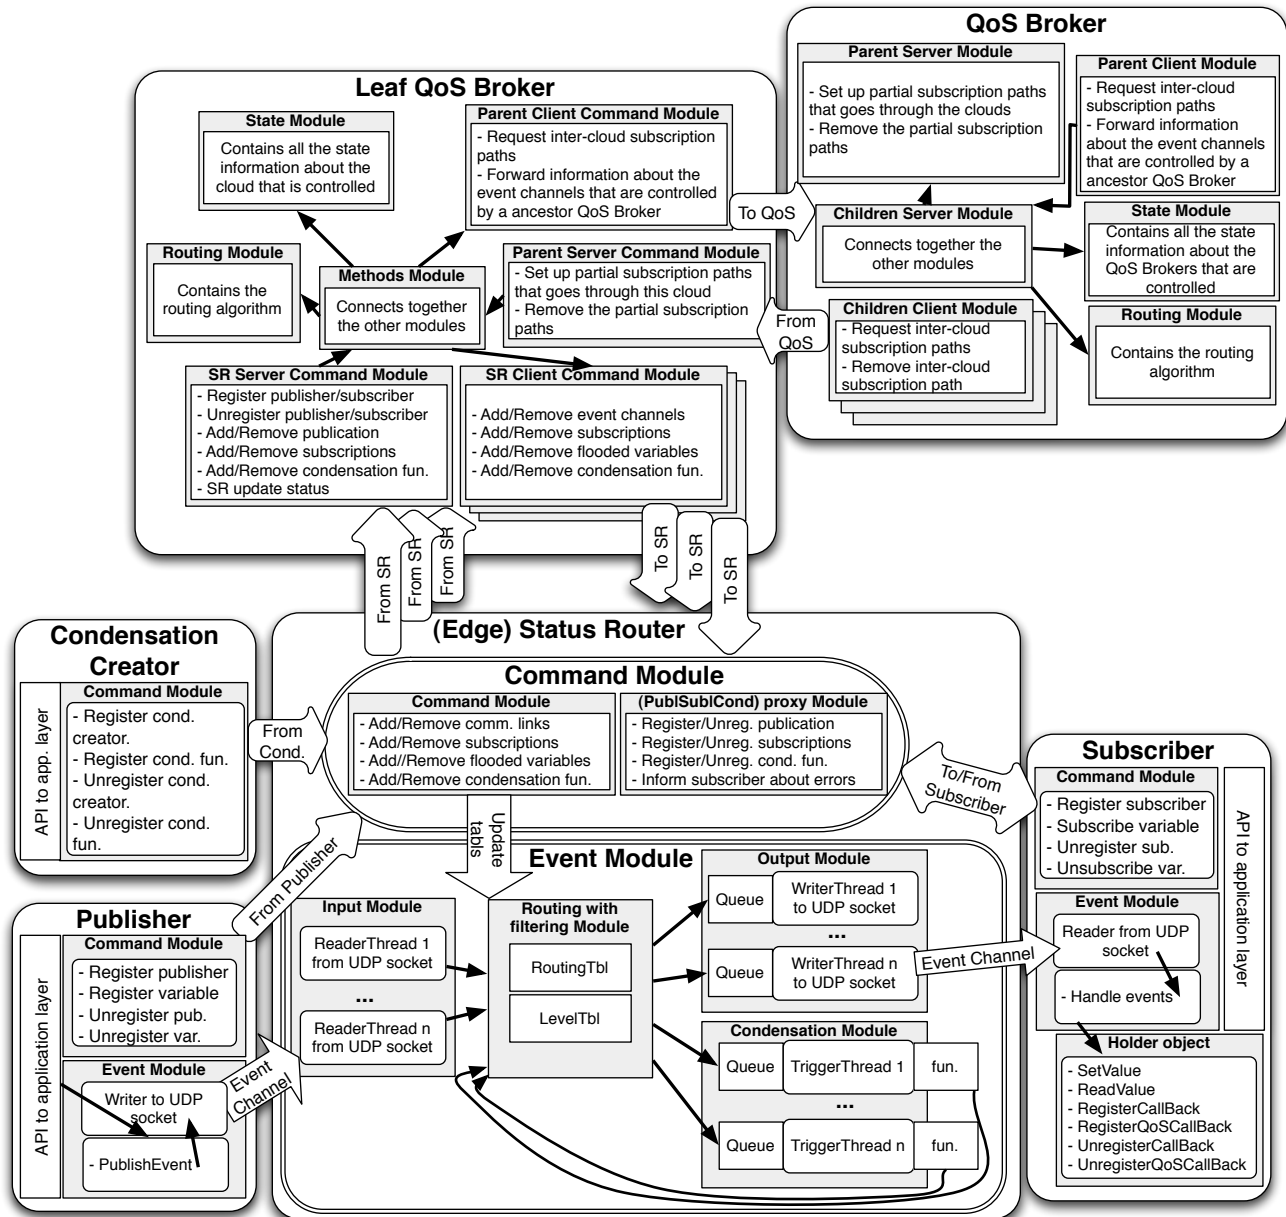 QoS Broker
Parent Server Module
- Set up partial subscription paths
that goes through the clouds
- Remove the partial subscription
paths
Parent Client Module
- Request inter-cloud
subscription paths
- Forward information
about the event channels
that are controlled by a
ancestor QoS Broker
Children Server Module
Connects together the
other modules
State Module
Contains all the state
information about the
QoS Brokers that are
controlled
Children Client Module
- Request inter-cloud
subscription paths
- Remove inter-cloud
subscription path
Routing Module
Contains the routing
algorithm
Leaf QoS Broker
State Module
Contains all the state
information about the
cloud that is controlled
Parent Client Command Module
- Request inter-cloud subscription
paths
- Forward information about the
event channels that are controlled
by a ancestor QoS Broker
To QoS
Routing Module
Contains the
routing algorithm
Methods Module
Connects together
the other modules
Parent Server Command Module
- Set up partial subscription paths
that goes through this cloud
- Remove the partial subscription
paths
From
QoS
SR Server Command Module
- Register publisher/subscriber
- Unregister publisher/subscriber
- Add/Remove publication
- Add/Remove subscriptions
- Add/Remove condensation fun.
- SR update status
SR Client Command Module
- Add/Remove event channels
- Add/Remove subscriptions
- Add/Remove flooded variables
- Add/Remove condensation fun.
From SR
From SR
From SR
To SR
To SR
To SR
Condensation
Creator
API to app. layer
Command Module
- Register cond.
creator.
- Register cond. fun.
- Unregister cond.
creator.
- Unregister cond.
fun.
From
Cond.
(Edge) Status Router
Command Module
Command Module
- Add/Remove comm. links
- Add/Remove subscriptions
- Add//Remove flooded variables
- Add/Remove condensation fun.
(PublSublCond) proxy Module
- Register/Unreg. publication
- Register/Unreg. subscriptions
- Register/Unreg. cond. fun.
- Inform subscriber about errors
To/From
Subscriber
Update
tabls
From Publisher
Event Module
Input Module
ReaderThread 1
from UDP socket
...
ReaderThread n
from UDP socket
Routing with
filtering Module
RoutingTbl
LevelTbl
Output Module
Queue
WriterThread 1
to UDP socket
...
Queue
WriterThread n
to UDP socket
Condensation Module
Queue
TriggerThread 1
fun.
...
Queue
TriggerThread n
fun.
Event Channel
Publisher
API to application layer
Command Module
- Register publisher
- Register variable
- Unregister pub.
- Unregister var.
Event Module
Writer to UDP
socket
- PublishEvent
Event
Channel
Subscriber
Command Module
- Register subscriber
- Subscribe variable
- Unregister sub.
- Unsubscribe var.
API to application layer
Event Module
Reader from UDP
socket
- Handle events
Holder object
- SetValue
- ReadValue
- RegisterCallBack
- RegisterQoSCallBack
- UnregisterCallBack
- UnregisterQoSCallBack